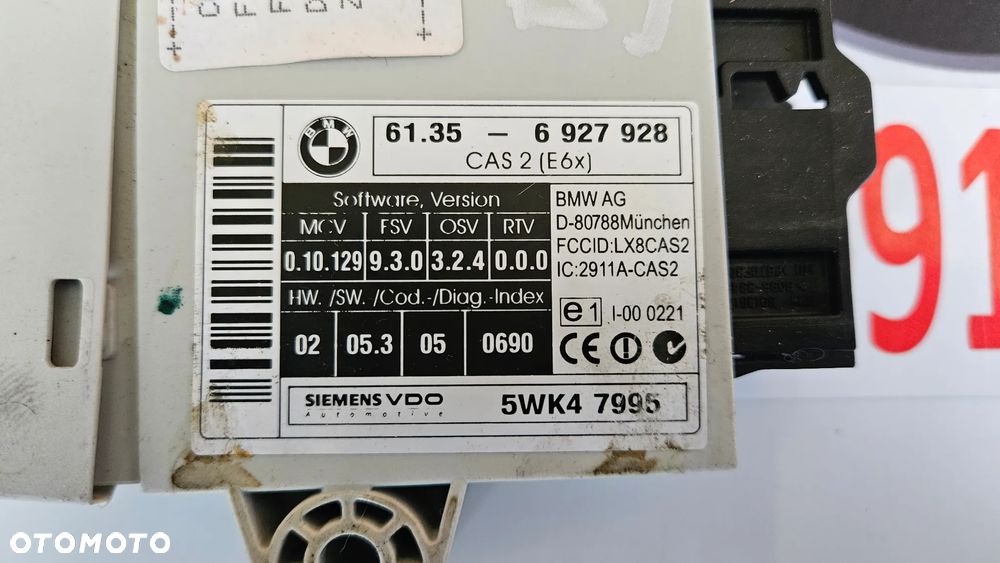 BMW
61.35 - 6 927 928
CAS 2 (E6x)
Software, Version
MCV FSV OSV RTV
0.10.129 9.3.0 3.2.4 0.0.0
HW. /SW. /Cod.-/Diag.-Index
02 05.3 05 0690
BMW AG
D-80788München
FCCID:LX8CAS2
IC:2911A-CAS2
e1 I-00 0221
CE
SIEMENS VDO
Automotive
5WK4 7995
91
OTOMOTO